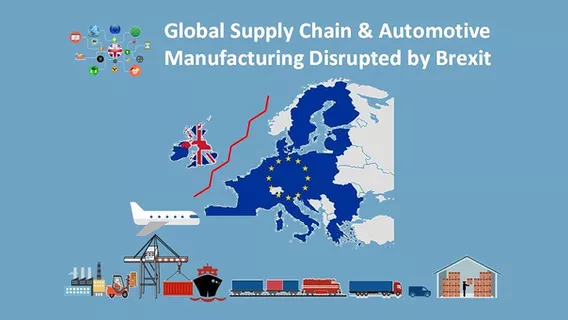 Global Supply Chain & Automotive
Manufacturing Disrupted by Brexit